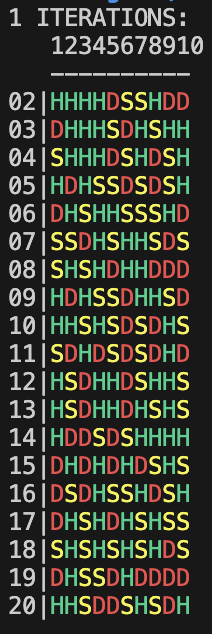 1 ITERATIONS:
12345678910
----------
02|HHHHDSSHDD
03|DHHHSDHSHH
04|SHHHDSHDSH
05|HDHSSDSDSH
06|DHSHHSSSHD
07|SSDHSHHSDS
08|SHSHDHHDDD
09|HDHSSDHHSD
10|HHSHSDSDHS
11|SDHDSDSDHD
12|HSDHHDSHHS
13|HSDHHDHSHS
14|HDDSDSHHHH
15|DHDHDHDSHS
16|DSDHSSHDSH
17|DHSHDHSHSS
18|SHSHSHSHDS
19|DHSSDHDDDD
20|HHSDDSHSDH